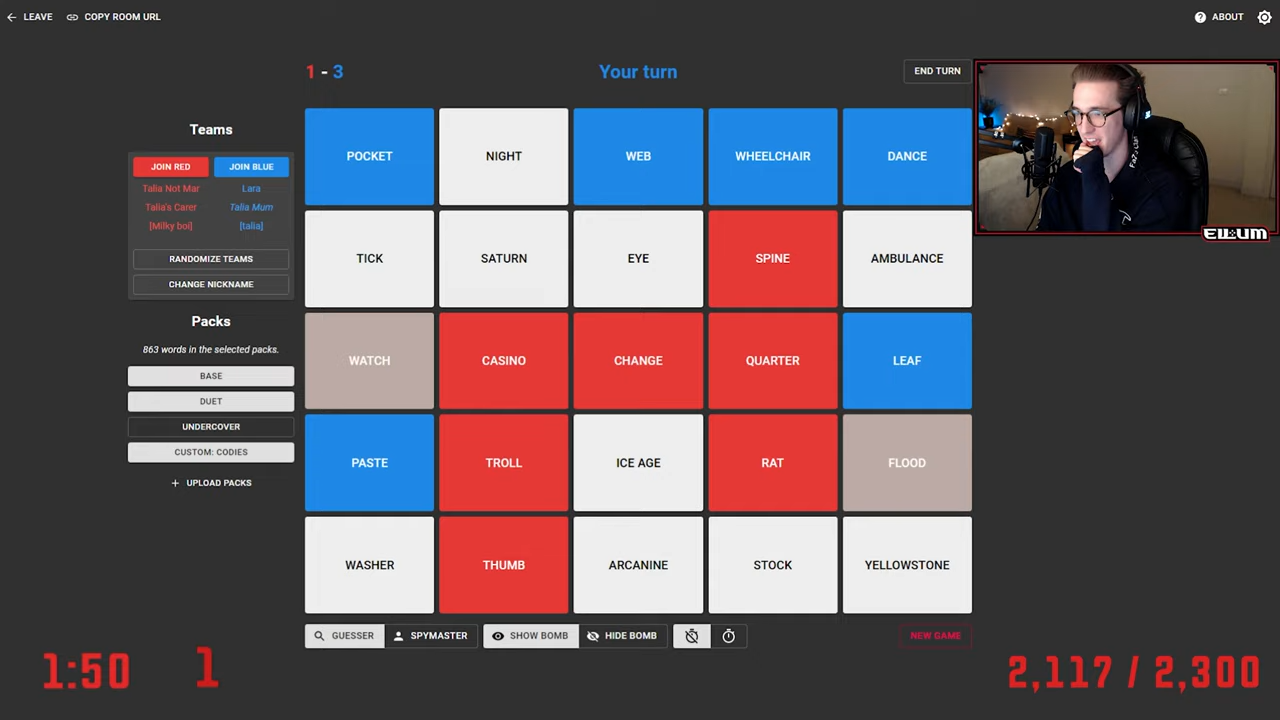 LEAVE
COPY ROOM URL
ABOUT
1 - 3
Your turn
END TURN
Teams
JOIN RED
JOIN BLUE
Talia Not Mar
Lara
Talia's Carer
Talia Mum
[Milky boi]
[talia]
RANDOMIZE TEAMS
CHANGE NICKNAME
Packs
863 words in the selected packs.
BASE
DUET
UNDERCOVER
CUSTOM: CODIES
UPLOAD PACKS
POCKET
NIGHT
WEB
WHEELCHAIR
DANCE
TICK
SATURN
EYE
SPINE
AMBULANCE
WATCH
CASINO
CHANGE
QUARTER
LEAF
PASTE
TROLL
ICE AGE
RAT
FLOOD
WASHER
THUMB
ARCANINE
STOCK
YELLOWSTONE
GUESSER
SPYMASTER
SHOW BOMB
HIDE BOMB
NEW GAME
1:50
1
2,117 / 2,300